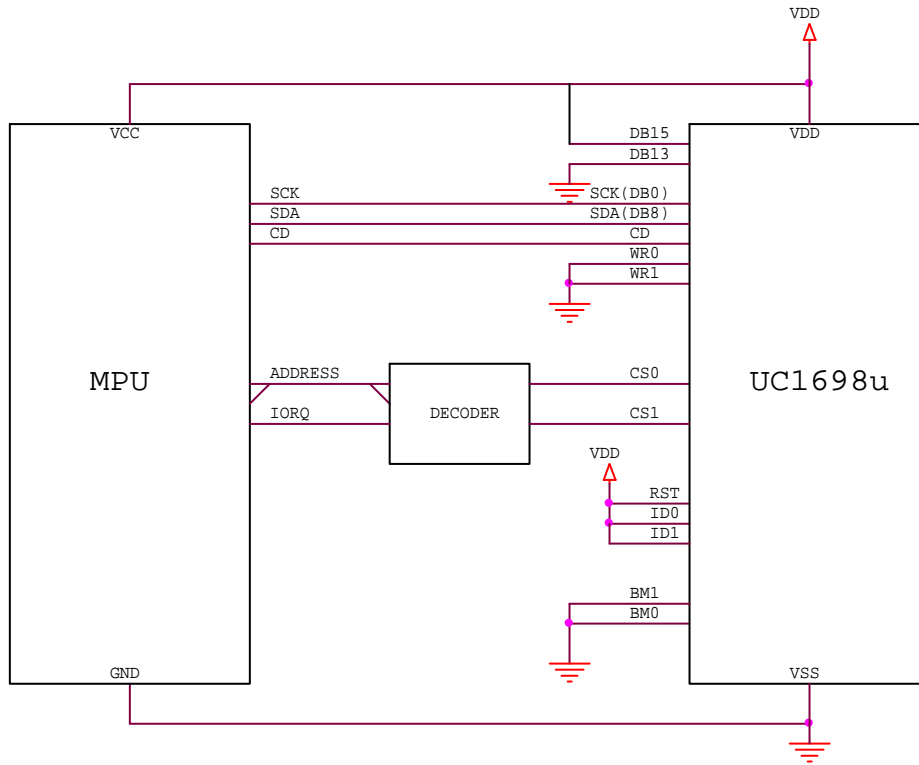 VDD
VCC
VDD
DB15
DB13
SCK
SCK(DB0)
SDA
SDA(DB8)
CD
CD
WR0
WR1
ADDRESS
CS0
MPU
UC1698u
IORQ
DECODER
CS1
VDD
RST
ID0
ID1
BM1
BM0
GND
VSS